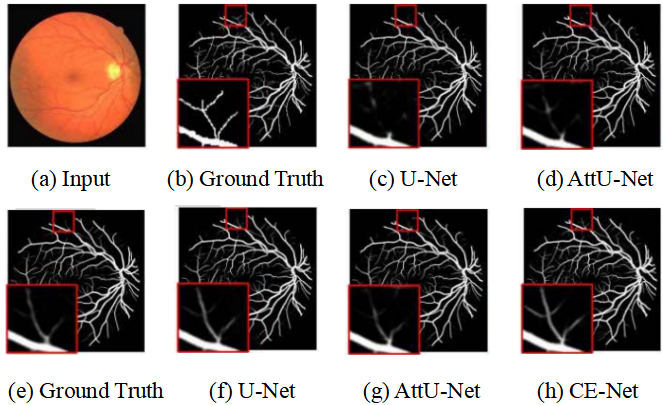 (a) Input
(b) Ground Truth
(c) U-Net
(d) AttU-Net
(e) Ground Truth
(f) U-Net
(g) AttU-Net
(h) CE-Net